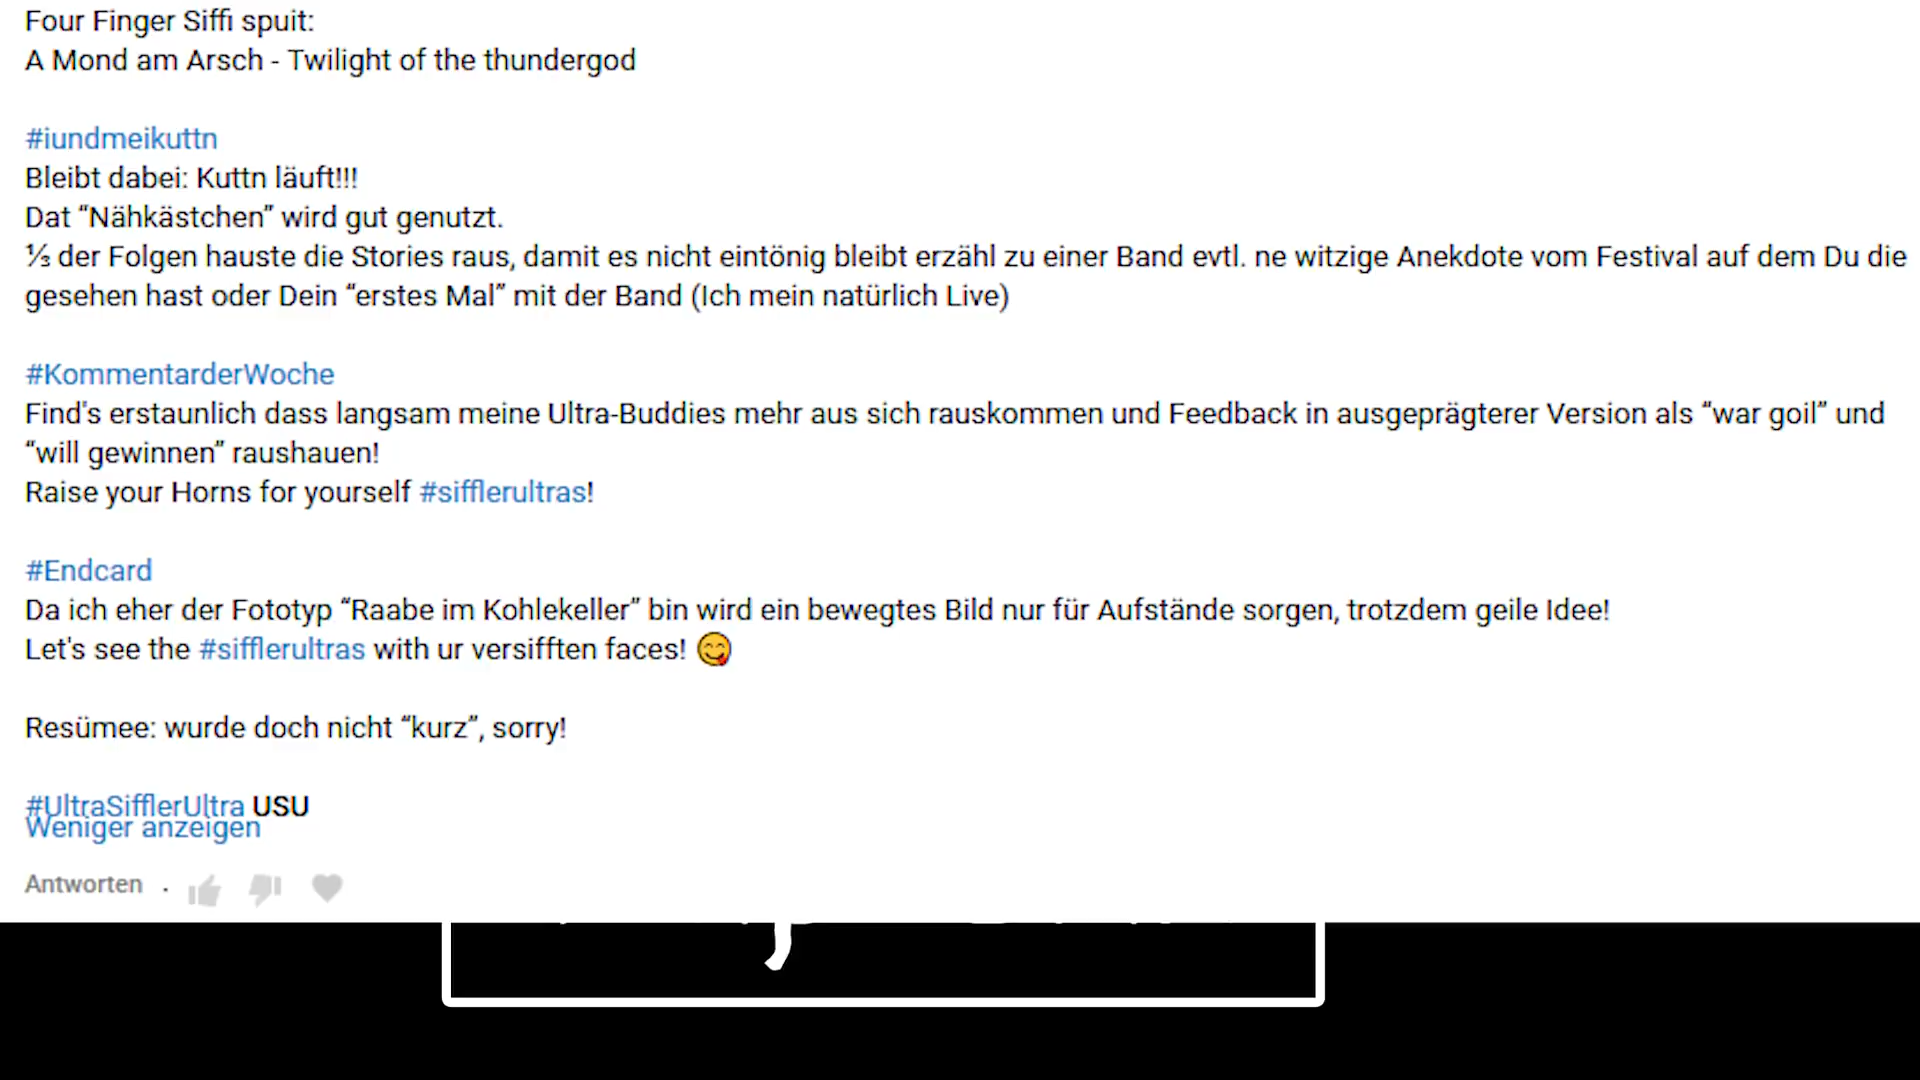 Four Finger Siffi spuit:
A Mond am Arsch - Twilight of the thundergod
#iundmeikuttn
Bleibt dabei: Kuttn läuft!!!
Dat “Nähkästchen” wird gut genutzt.
⅓ der Folgen hauste die Stories raus, damit es nicht eintönig bleibt erzähl zu einer Band evtl. ne witzige Anekdote vom Festival auf dem Du die
gesehen hast oder Dein “erstes Mal” mit der Band (Ich mein natürlich Live)
#KommentarderWoche
Find's erstaunlich dass langsam meine Ultra-Buddies mehr aus sich rauskommen und Feedback in ausgeprägterer Version als “war goil” und
“will gewinnen” raushauen!
Raise your Horns for yourself #sifflerultras!
#Endcard
Da ich eher der Fototyp “Raabe im Kohlekeller” bin wird ein bewegtes Bild nur für Aufstände sorgen, trotzdem geile Idee!
Let's see the #sifflerultras with ur versifften faces! 😋
Resümee: wurde doch nicht “kurz”, sorry!
#UltraSifflerUltra USU
Weniger anzeigen
Antworten .